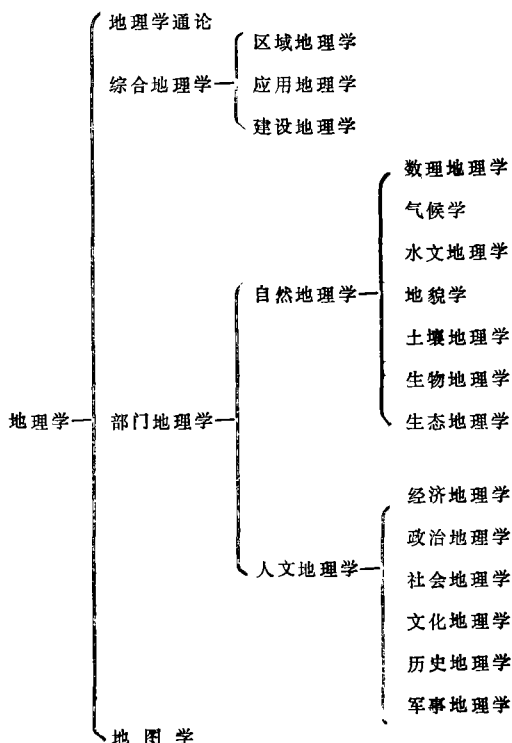 地理学通论
区域地理学
综合地理学
应用地理学
建设地理学
数理地理学
气候学
水文地理学
自然地理学
地貌学
土壤地理学
生物地理学
地理学
部门地理学
生态地理学
经济地理学
政治地理学
人文地理学
社会地理学
文化地理学
历史地理学
军事地理学
地图学